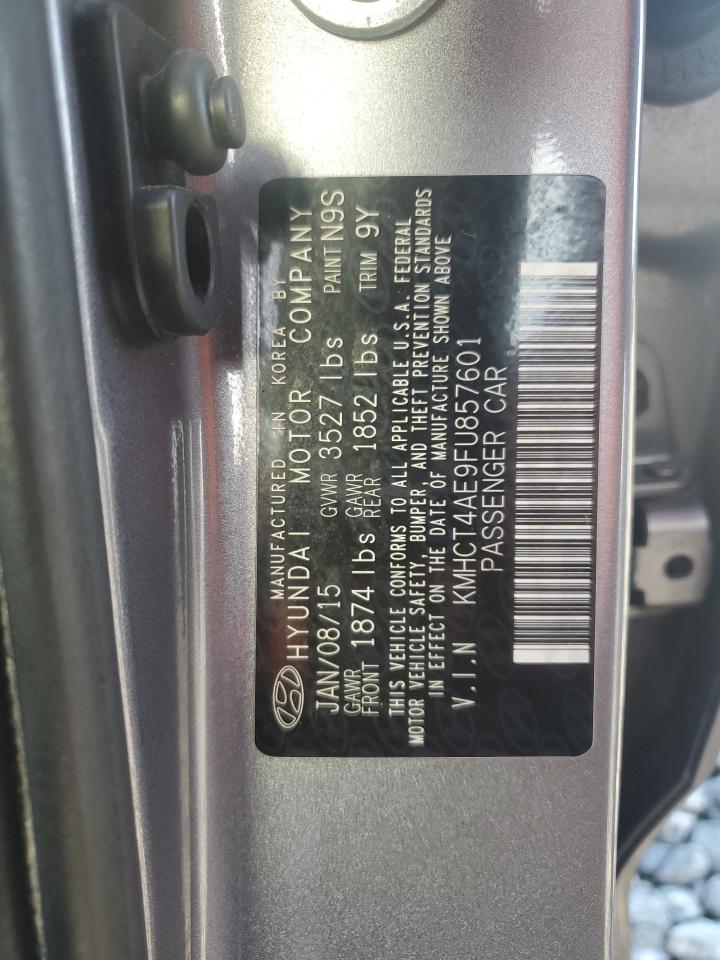 MANUFACTURED IN KOREA BY
HYUNDAI MOTOR COMPANY
JAN/08/15 GVWR 3527 lbs PAINT N9S
GAWR FRONT 1874 lbs GAWR REAR 1852 lbs TRIM 9Y
THIS VEHICLE CONFORMS TO ALL APPLICABLE U.S.A. FEDERAL
MOTOR VEHICLE SAFETY, BUMPER, AND THEFT PREVENTION STANDARDS
IN EFFECT ON THE DATE OF MANUFACTURE SHOWN ABOVE
V.I.N KMHCT4AE9FU857601
PASSENGER CAR